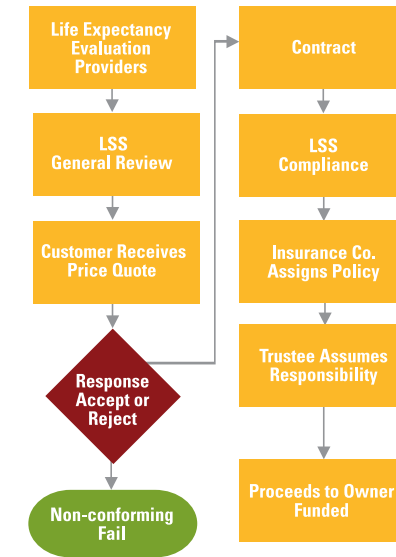 Life Expectancy
Evaluation
Providers
LSS
General Review
Customer Receives
Price Quote
Response
Accept or
Reject
Non-conforming
Fail
Contract
LSS
Compliance
Insurance Co.
Assigns Policy
Trustee Assumes
Responsibility
Proceeds to Owner
Funded